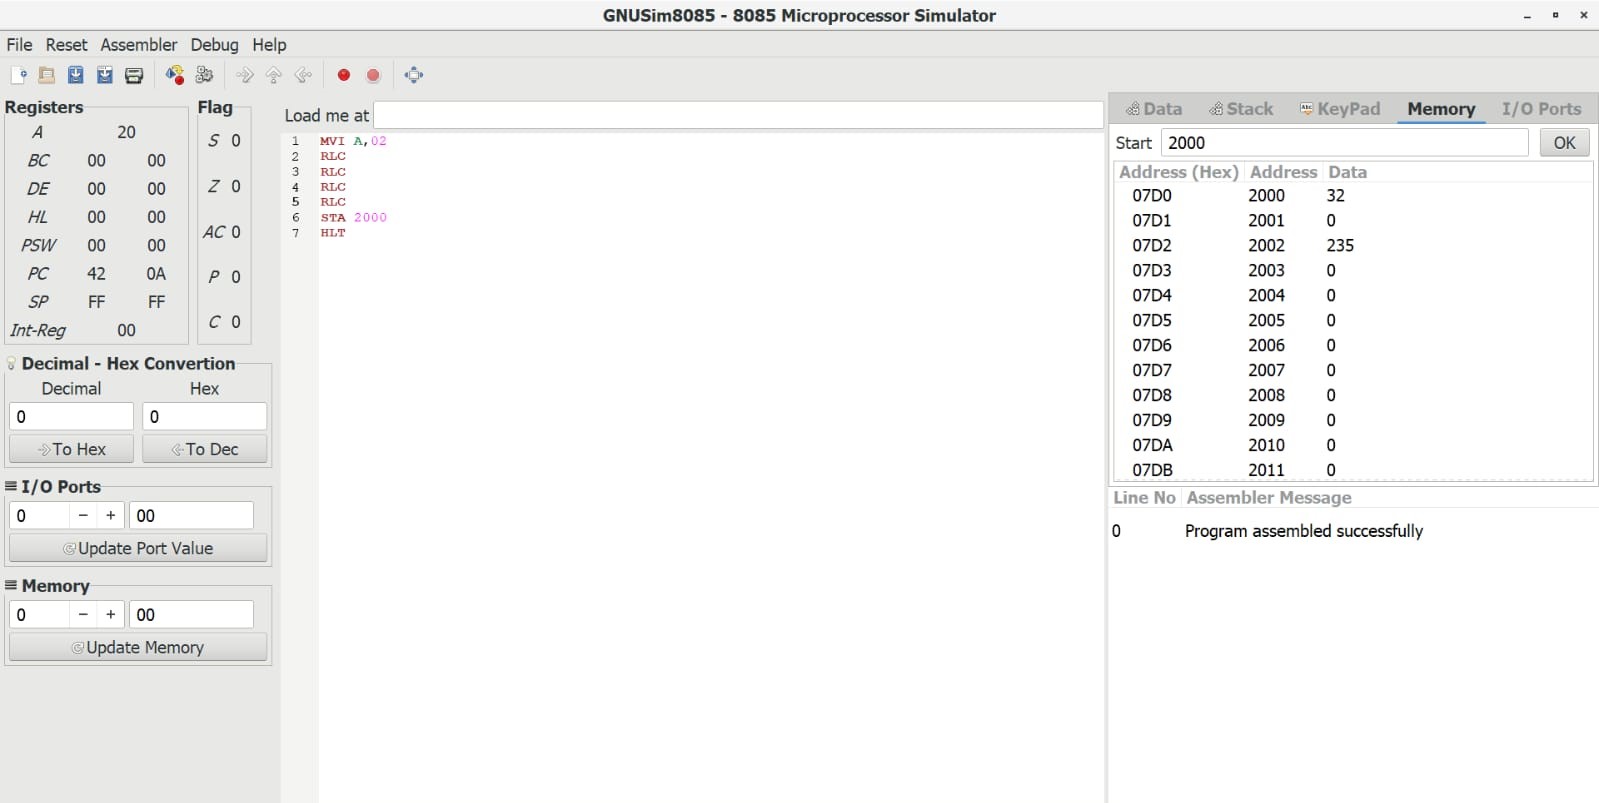 GNUSim8085 - 8085 Microprocessor Simulator
File Reset Assembler Debug Help
Registers
A 20
BC 00 00
DE 00 00
HL 00 00
PSW 00 00
PC 42 0A
SP FF FF
Int-Reg 00
Flag
S 0
Z 0
AC 0
P 0
C 0
Decimal - Hex Convertion
Decimal Hex
0 0
To Hex To Dec
I/O Ports
0 − + 00
Update Port Value
Memory
0 − + 00
Update Memory
Load me at
1 MVI A,02
2 RLC
3 RLC
4 RLC
5 RLC
6 STA 2000
7 HLT
Data Stack KeyPad Memory I/O Ports
Start 2000 OK
Address (Hex) Address Data
07D0 2000 32
07D1 2001 0
07D2 2002 235
07D3 2003 0
07D4 2004 0
07D5 2005 0
07D6 2006 0
07D7 2007 0
07D8 2008 0
07D9 2009 0
07DA 2010 0
07DB 2011 0
Line No Assembler Message
0 Program assembled successfully